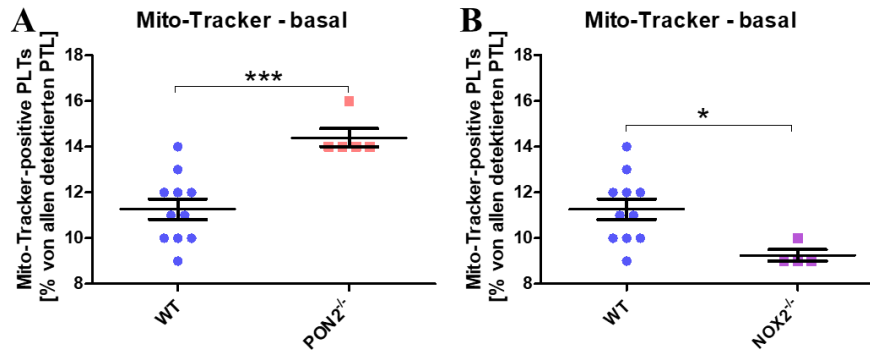 A
Mito-Tracker - basal
Mito-Tracker-positive PLTs
[% von allen detektierten PTL]
18
16
14
12
10
8
***
WT
PON2-/-
B
Mito-Tracker - basal
Mito-Tracker-positive PLTs
[% von allen detektierten PTL]
18
16
14
12
10
8
*
WT
NOX2-/-